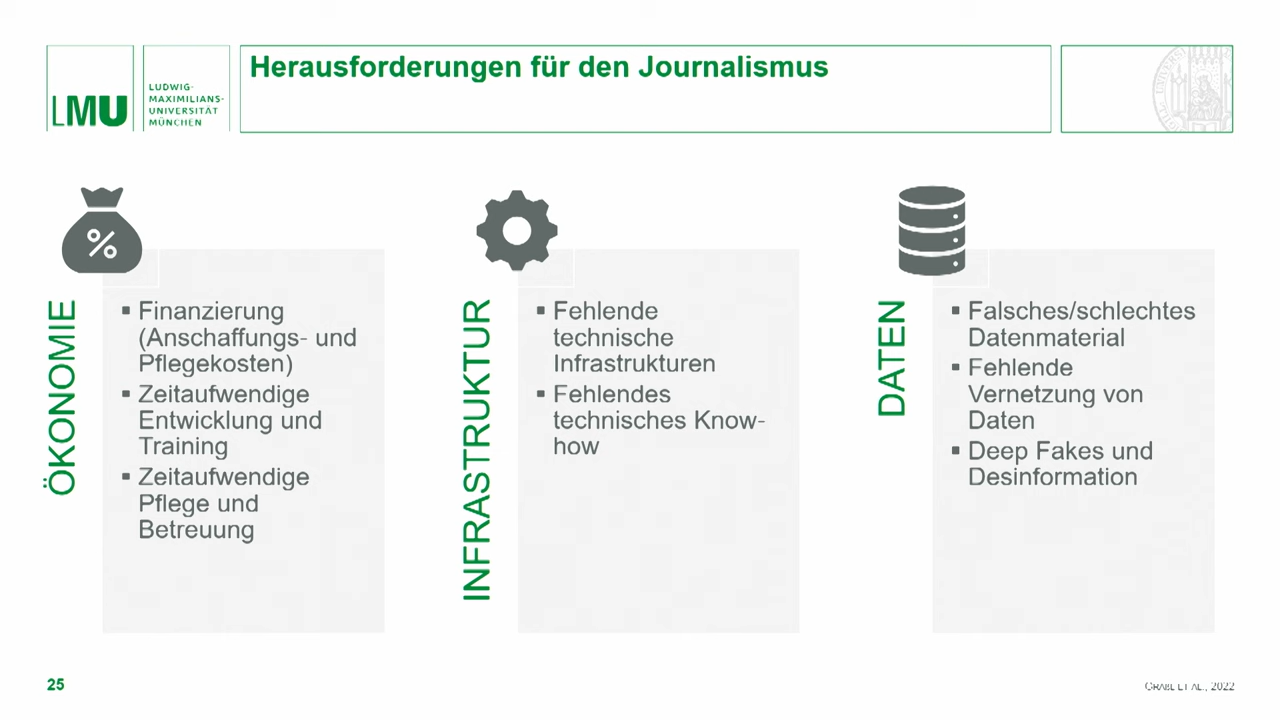 LMU
LUDWIG-
MAXIMILIANS-
UNIVERSITÄT
MÜNCHEN
Herausforderungen für den Journalismus
%
ÖKONOMIE
▪ Finanzierung
(Anschaffungs- und
Pflegekosten)
▪ Zeitaufwendige
Entwicklung und
Training
▪ Zeitaufwendige
Pflege und
Betreuung
INFRASTRUKTUR
▪ Fehlende
technische
Infrastrukturen
▪ Fehlendes
technisches Know-
how
DATEN
▪ Falsches/schlechtes
Datenmaterial
▪ Fehlende
Vernetzung von
Daten
▪ Deep Fakes und
Desinformation
25
ET AL., 2022